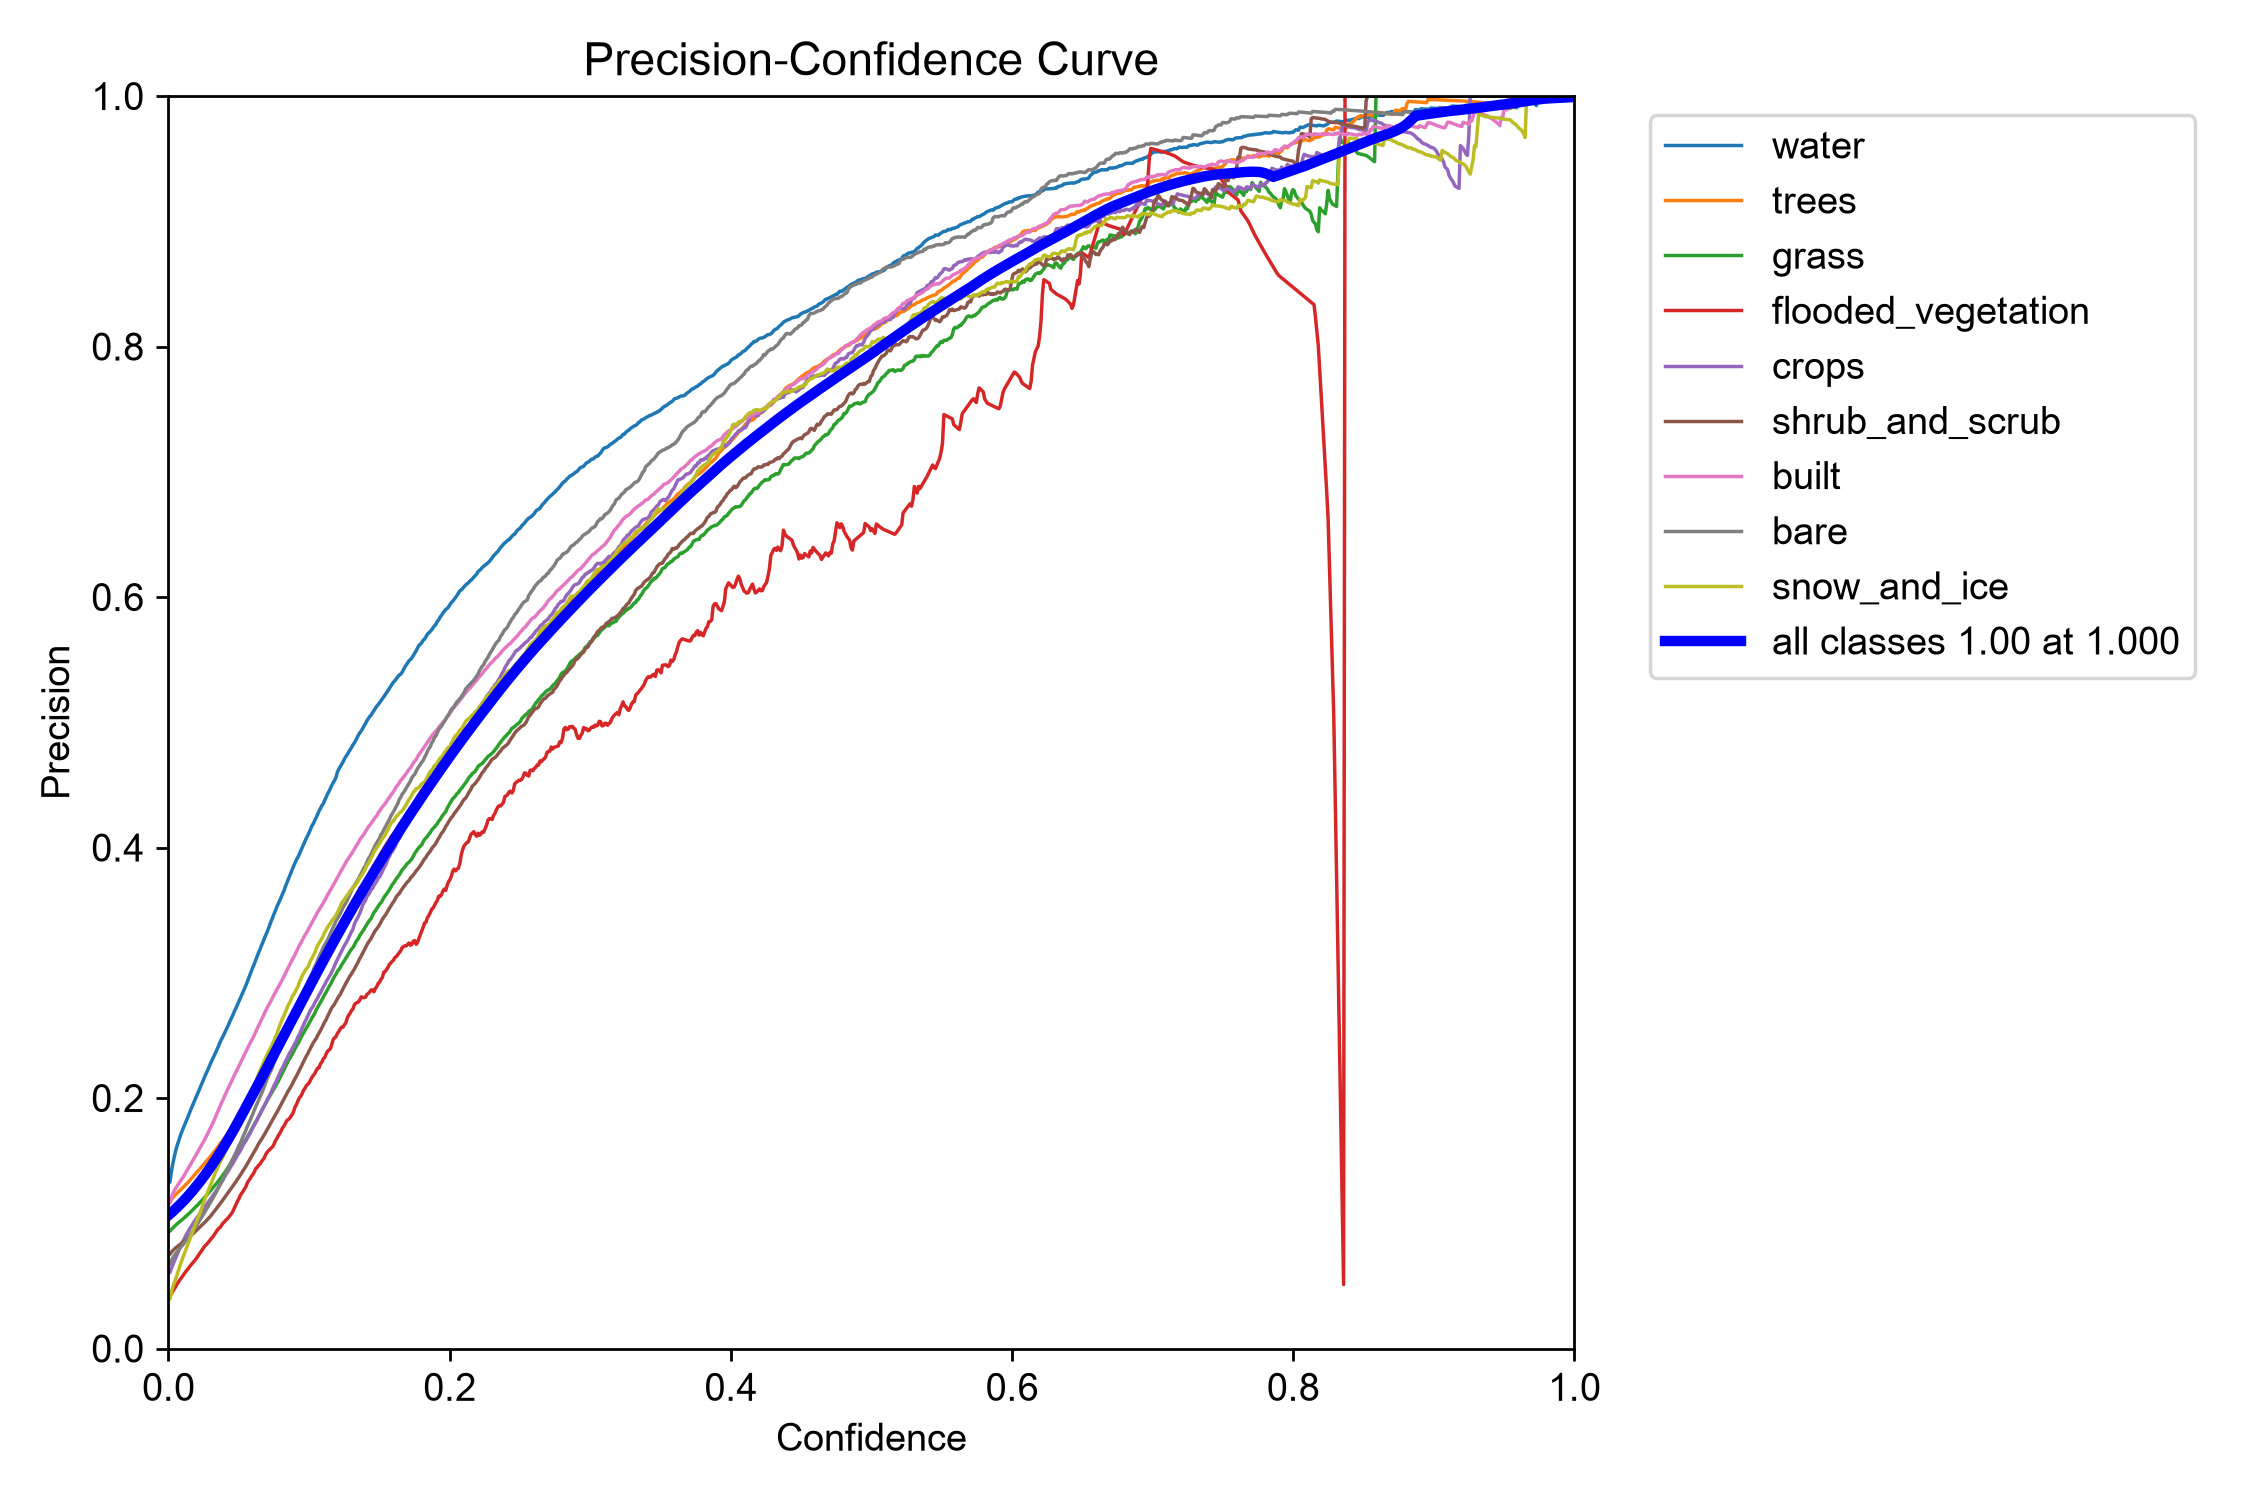 Precision-Confidence Curve
1.0
0.8
0.6
0.4
0.2
0.0
Precision
0.0 0.2 0.4 0.6 0.8 1.0
Confidence
water
trees
grass
flooded_vegetation
crops
shrub_and_scrub
built
bare
snow_and_ice
all classes 1.00 at 1.000